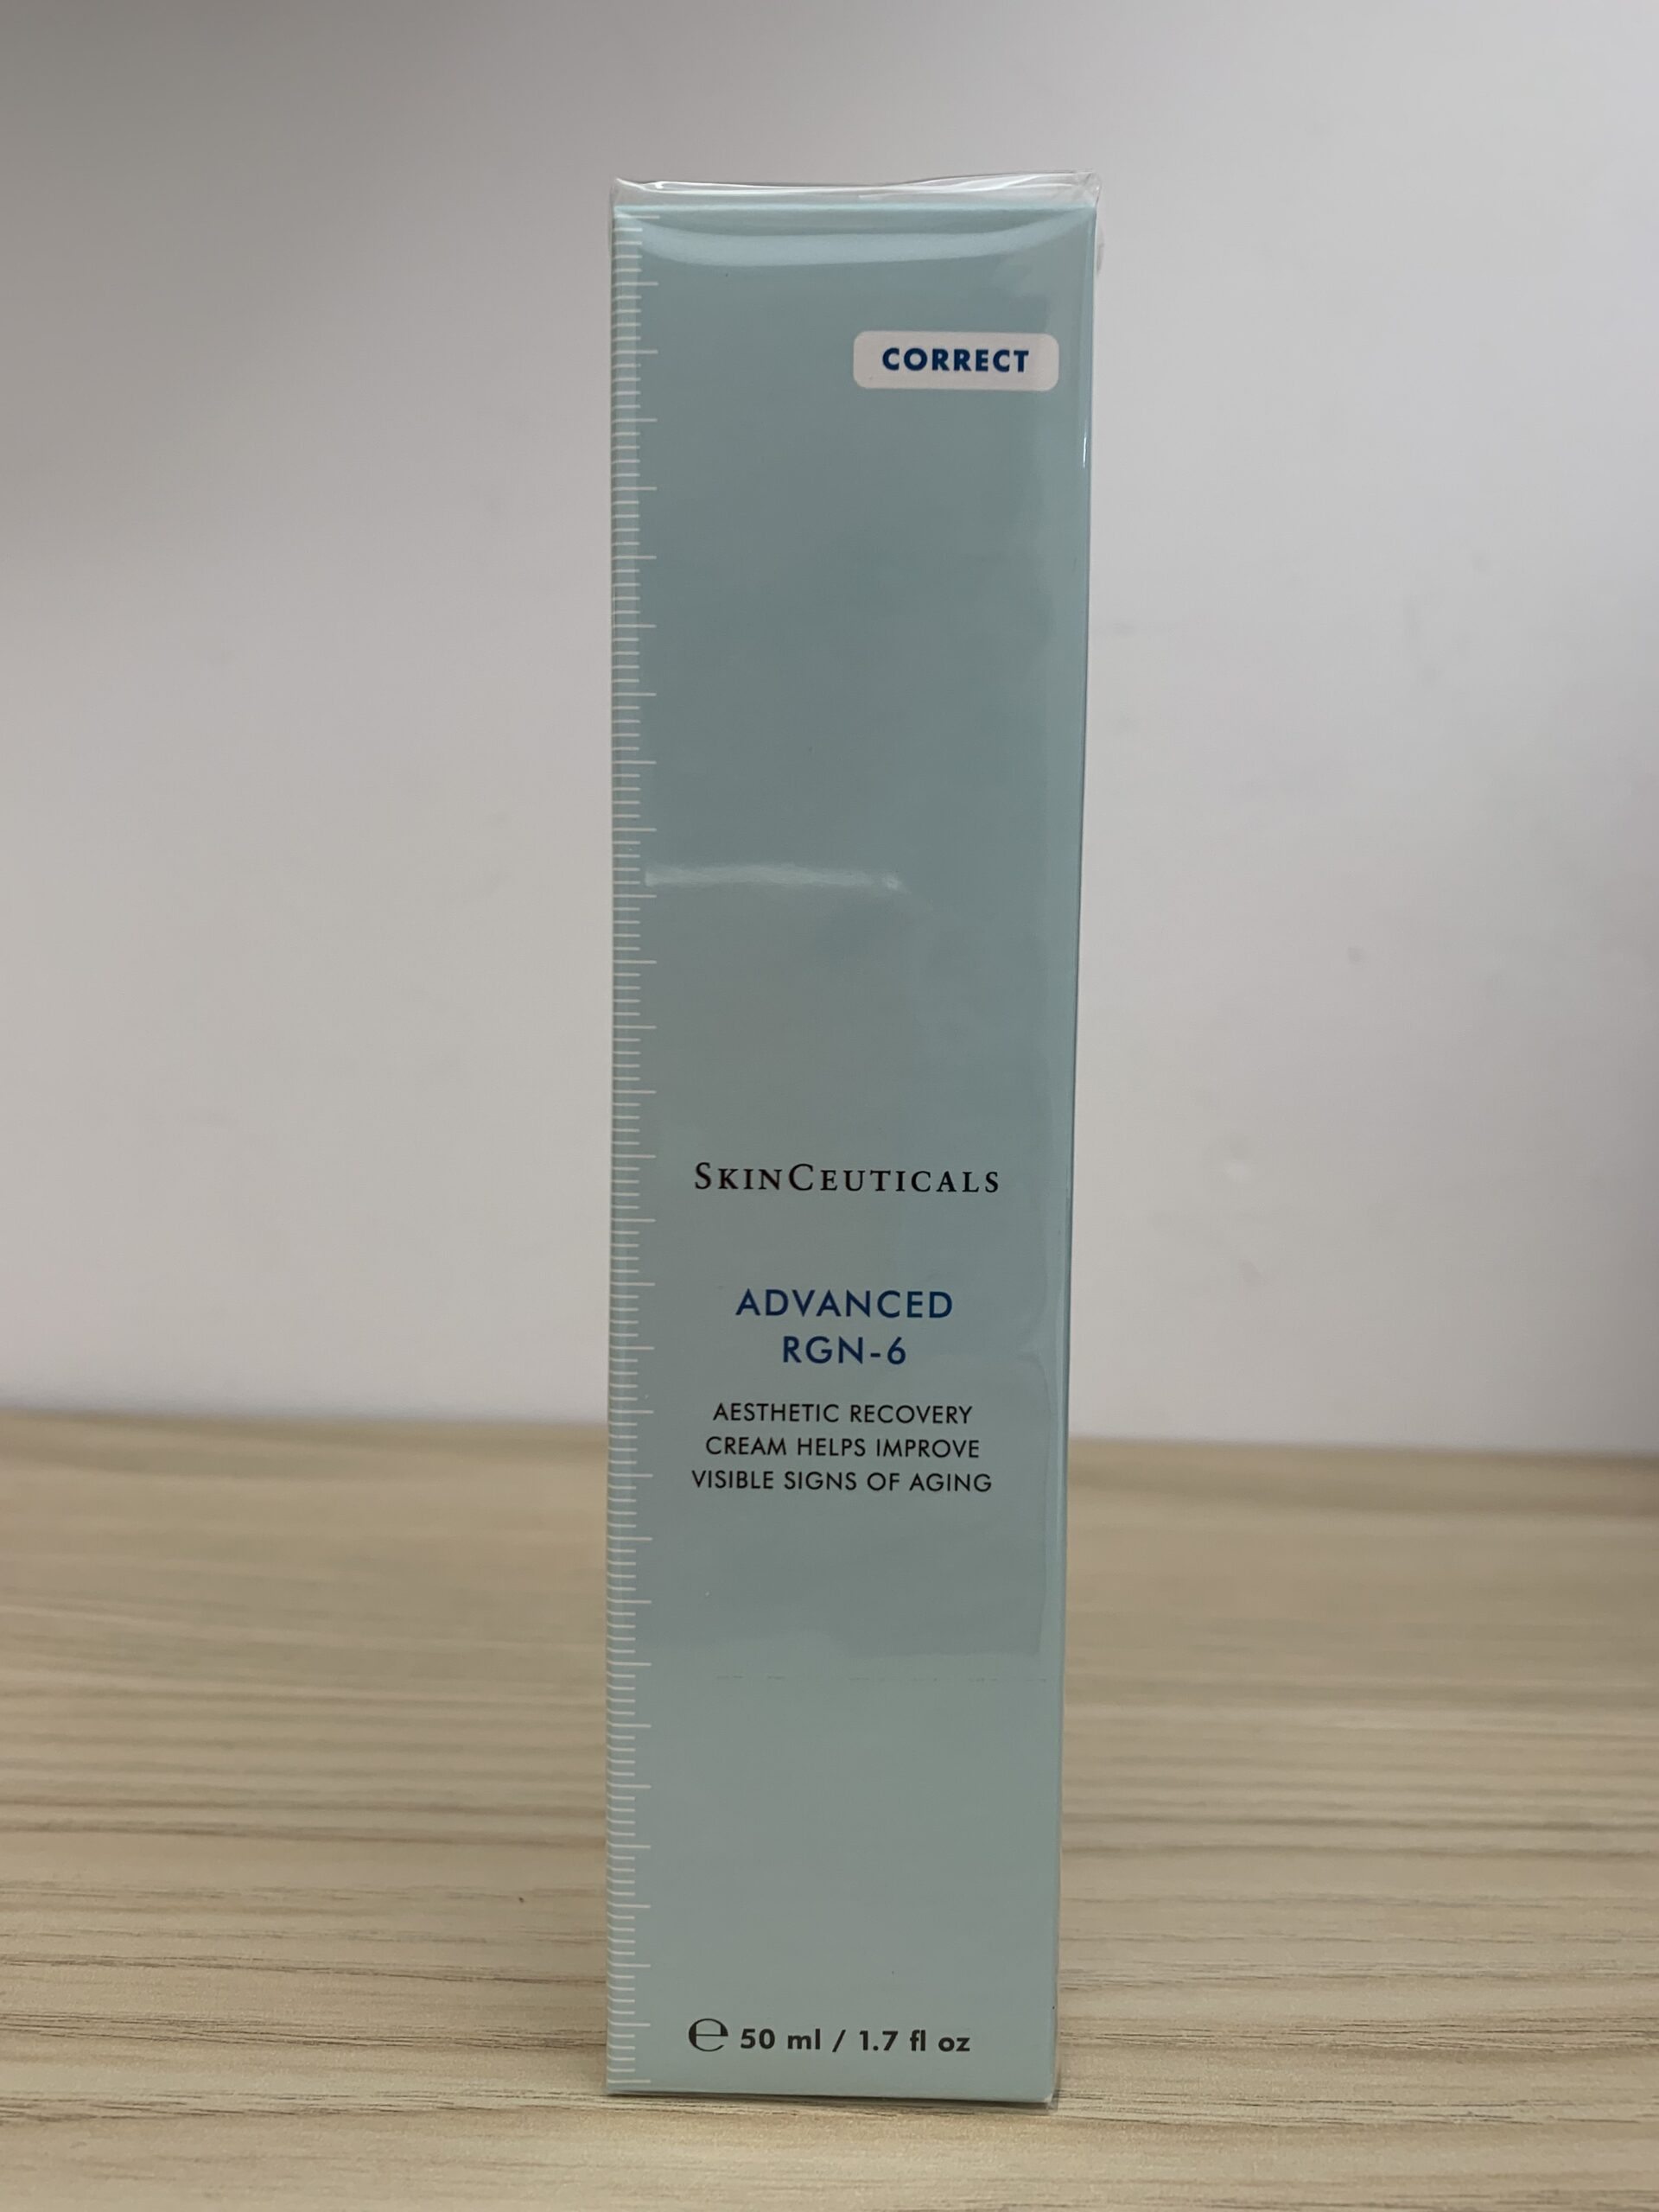 CORRECT
SKINCEUTICALS
ADVANCED
RGN-6
AESTHETIC RECOVERY
CREAM HELPS IMPROVE
VISIBLE SIGNS OF AGING
℮ 50 ml / 1.7 fl oz